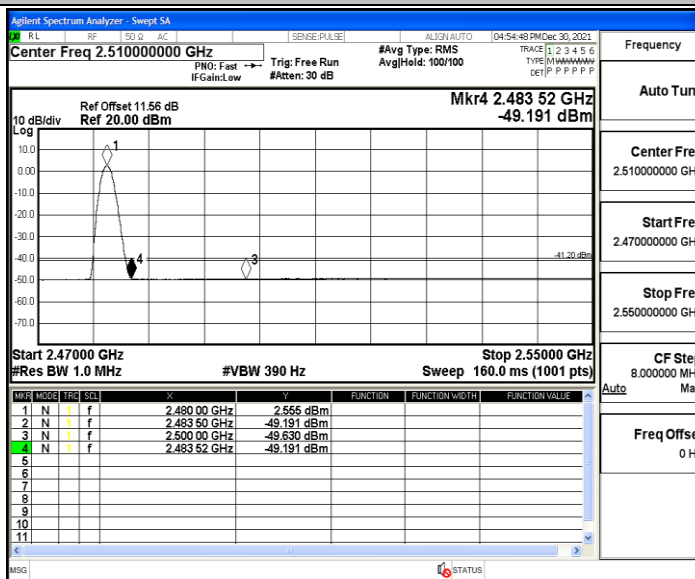 Agilent Spectrum Analyzer - Swept SA
RL RF 50 Ω AC SENSE:PULSE ALIGN AUTO 04:54:48 PM Dec 30, 2021
Center Freq 2.510000000 GHz #Avg Type: RMS TRACE 1 2 3 4 5 6
PNO: Fast Trig: Free Run Avg|Hold: 100/100 TYPE M WWWWW
IFGain:Low #Atten: 30 dB DET P P P P P P
Ref Offset 11.56 dB Mkr4 2.483 52 GHz
10 dB/div Ref 20.00 dBm -49.191 dBm
Log
10.0
0.00
-10.0
-20.0
-30.0
-40.0
-50.0
-60.0
-70.0
1
4
3
-41.20 dBm
Start 2.47000 GHz Stop 2.55000 GHz
#Res BW 1.0 MHz #VBW 390 Hz Sweep 160.0 ms (1001 pts)
MKR MODE TRC SCL X Y FUNCTION FUNCTION WIDTH FUNCTION VALUE
1 N 1 f 2.480 00 GHz 2.555 dBm
2 N 1 f 2.483 50 GHz -49.191 dBm
3 N 1 f 2.500 00 GHz -49.630 dBm
4 N 1 f 2.483 52 GHz -49.191 dBm
5
6
7
8
9
10
11
MSG STATUS
Frequency
Auto Tun
Center Fre
2.510000000 GH
Start Fre
2.470000000 GH
Stop Fre
2.550000000 GH
CF Ste
8.000000 MH
Auto Ma
Freq Offse
0 H